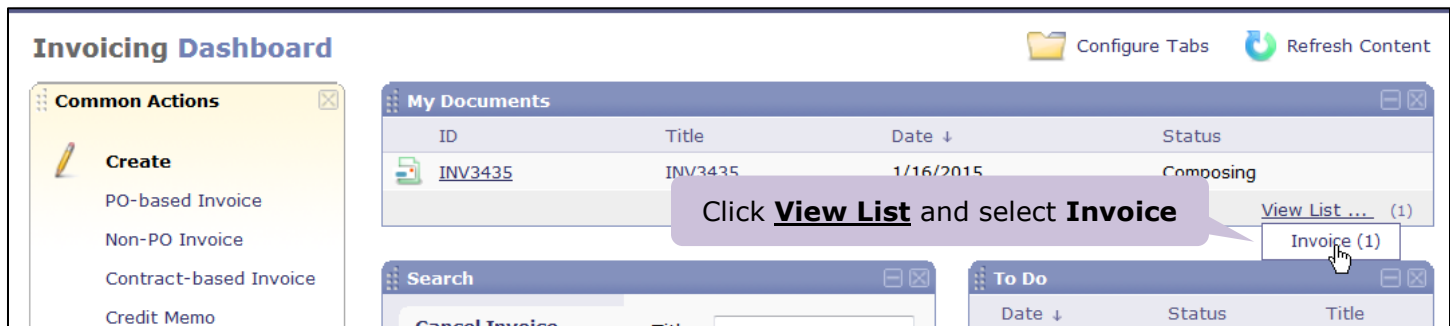 Invoicing Dashboard
Configure Tabs
Refresh Content
Common Actions
Create
PO-based Invoice
Non-PO Invoice
Contract-based Invoice
Credit Memo
My Documents
ID Title Date ↓ Status
INV3435 INV3435 1/16/2015 Composing
Click View List and select Invoice
View List ... (1)
Invoice (1)
Search
Cancel Invoice
To Do
Date ↓ Status Title